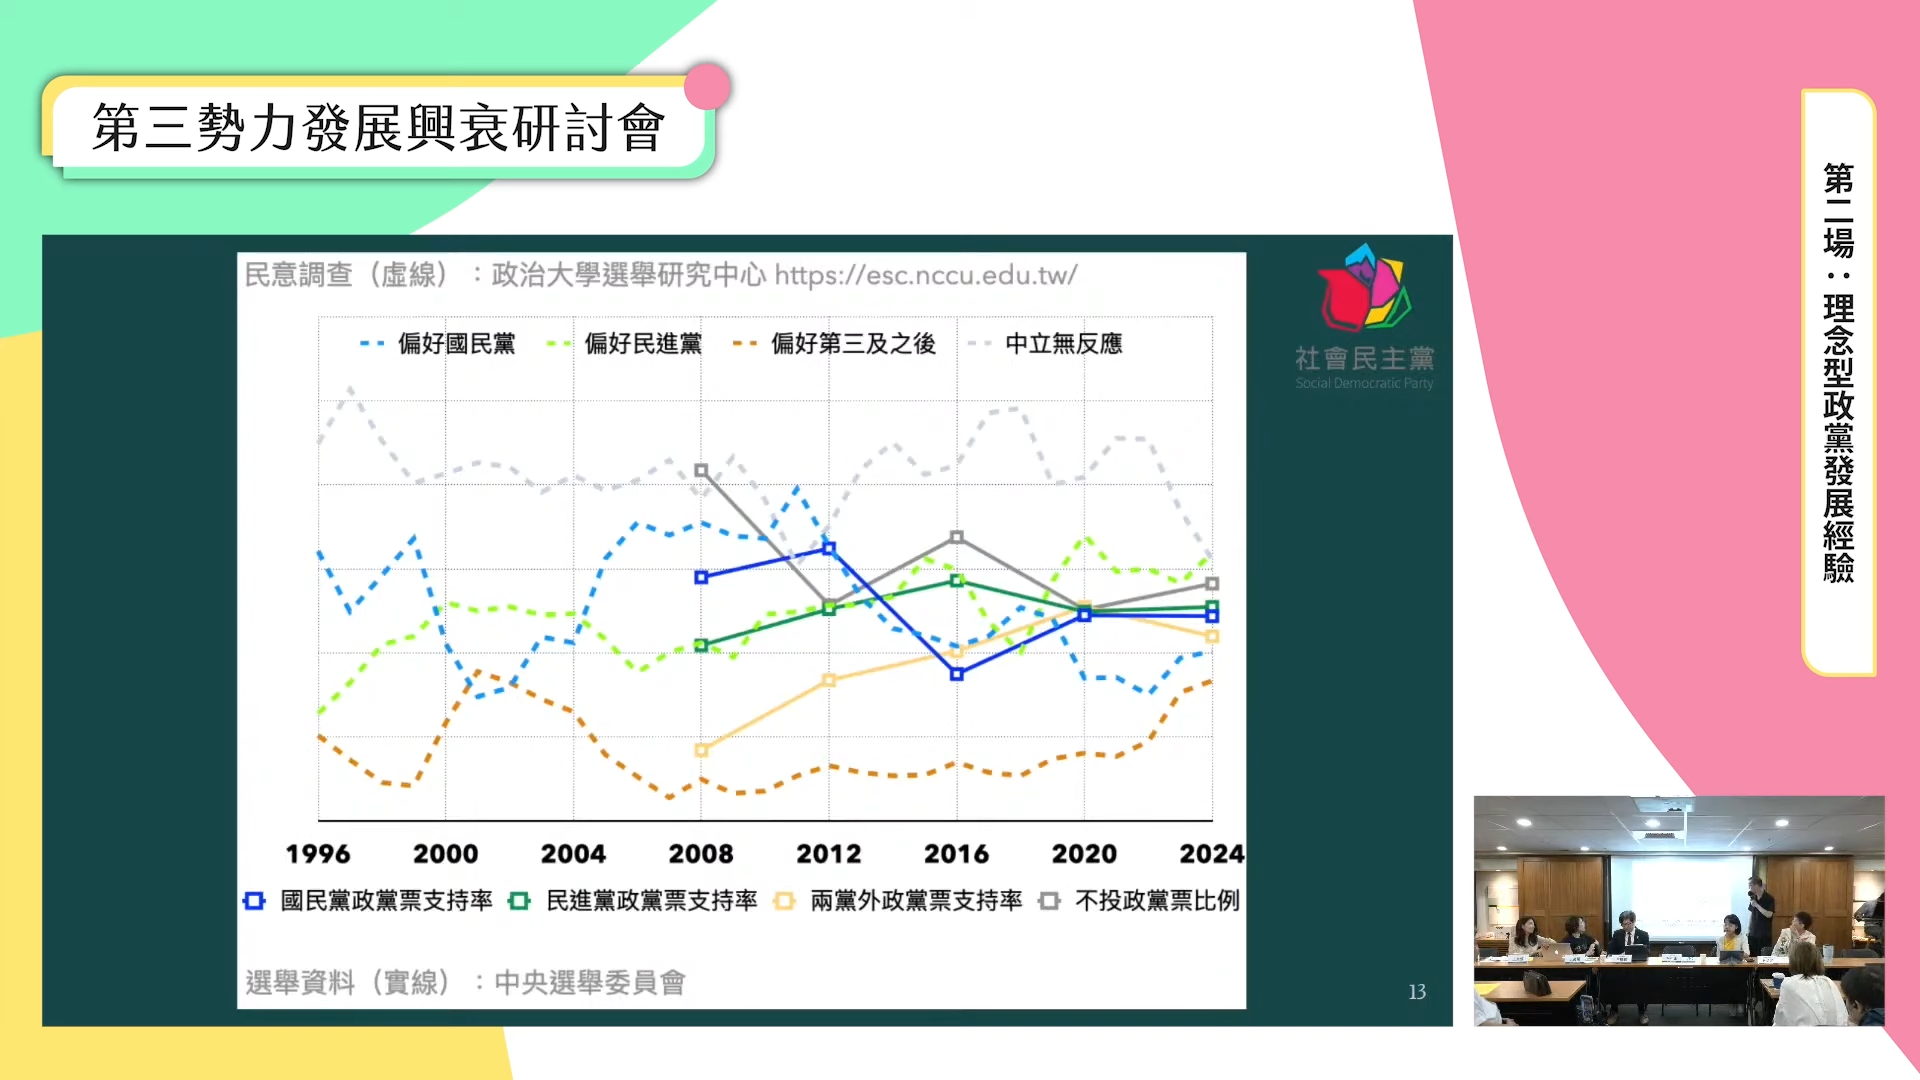 第三勢力發展興衰研討會
第二場：理念型政黨發展經驗
民意調查（虛線）：政治大學選舉研究中心 https://esc.nccu.edu.tw/
偏好國民黨 偏好民進黨 偏好第三及之後 中立無反應
社會民主黨
Social Democratic Party
1996 2000 2004 2008 2012 2016 2020 2024
國民黨政黨票支持率 民進黨政黨票支持率 兩黨外政黨票支持率 不投政黨票比例
選舉資料（實線）：中央選舉委員會
13